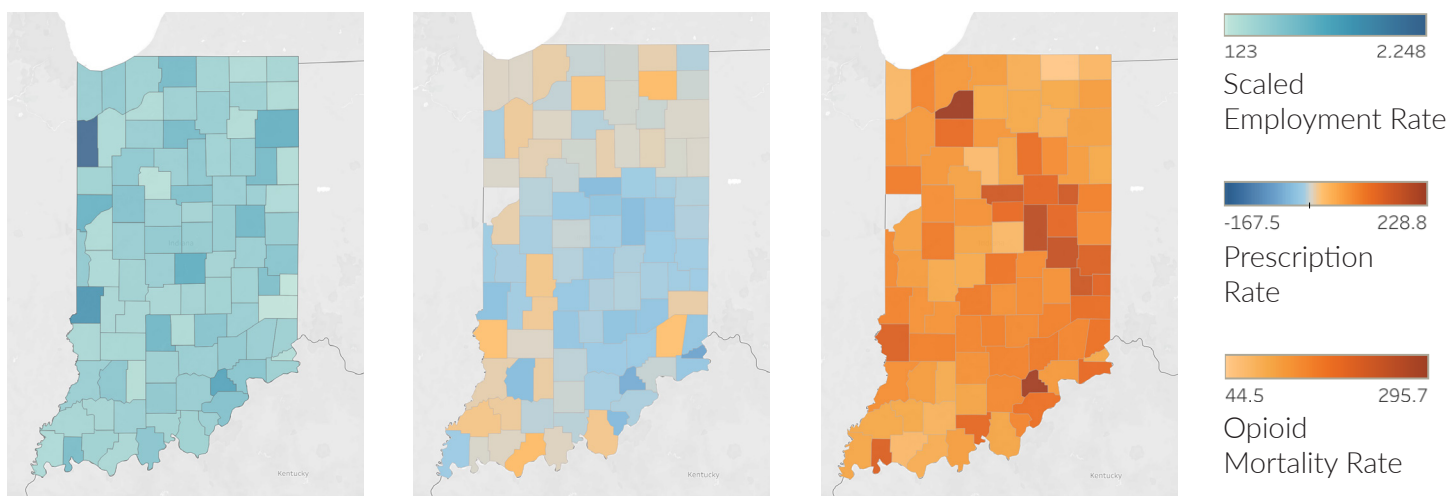 123 2.248
Scaled
Employment Rate
-167.5 228.8
Prescription
Rate
44.5 295.7
Opioid
Mortality Rate
Kentucky
Kentucky
Kentucky